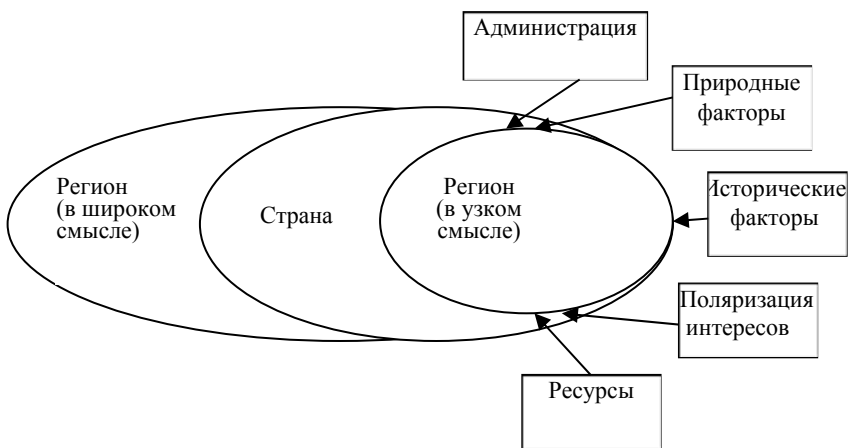 Администрация
Природные
факторы
Регион
(в широком
смысле)
Страна
Регион
(в узком
смысле)
Исторические
факторы
Поляризация
интересов
Ресурсы